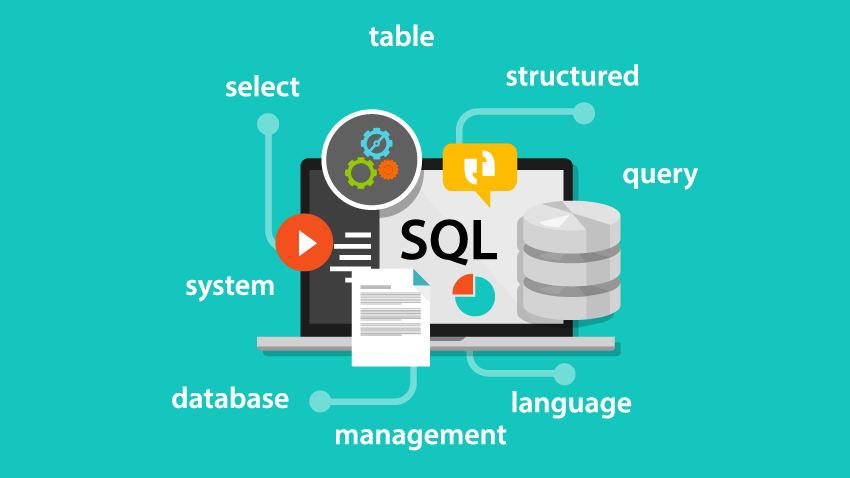 table
structured
select
query
SQL
system
database
language
management